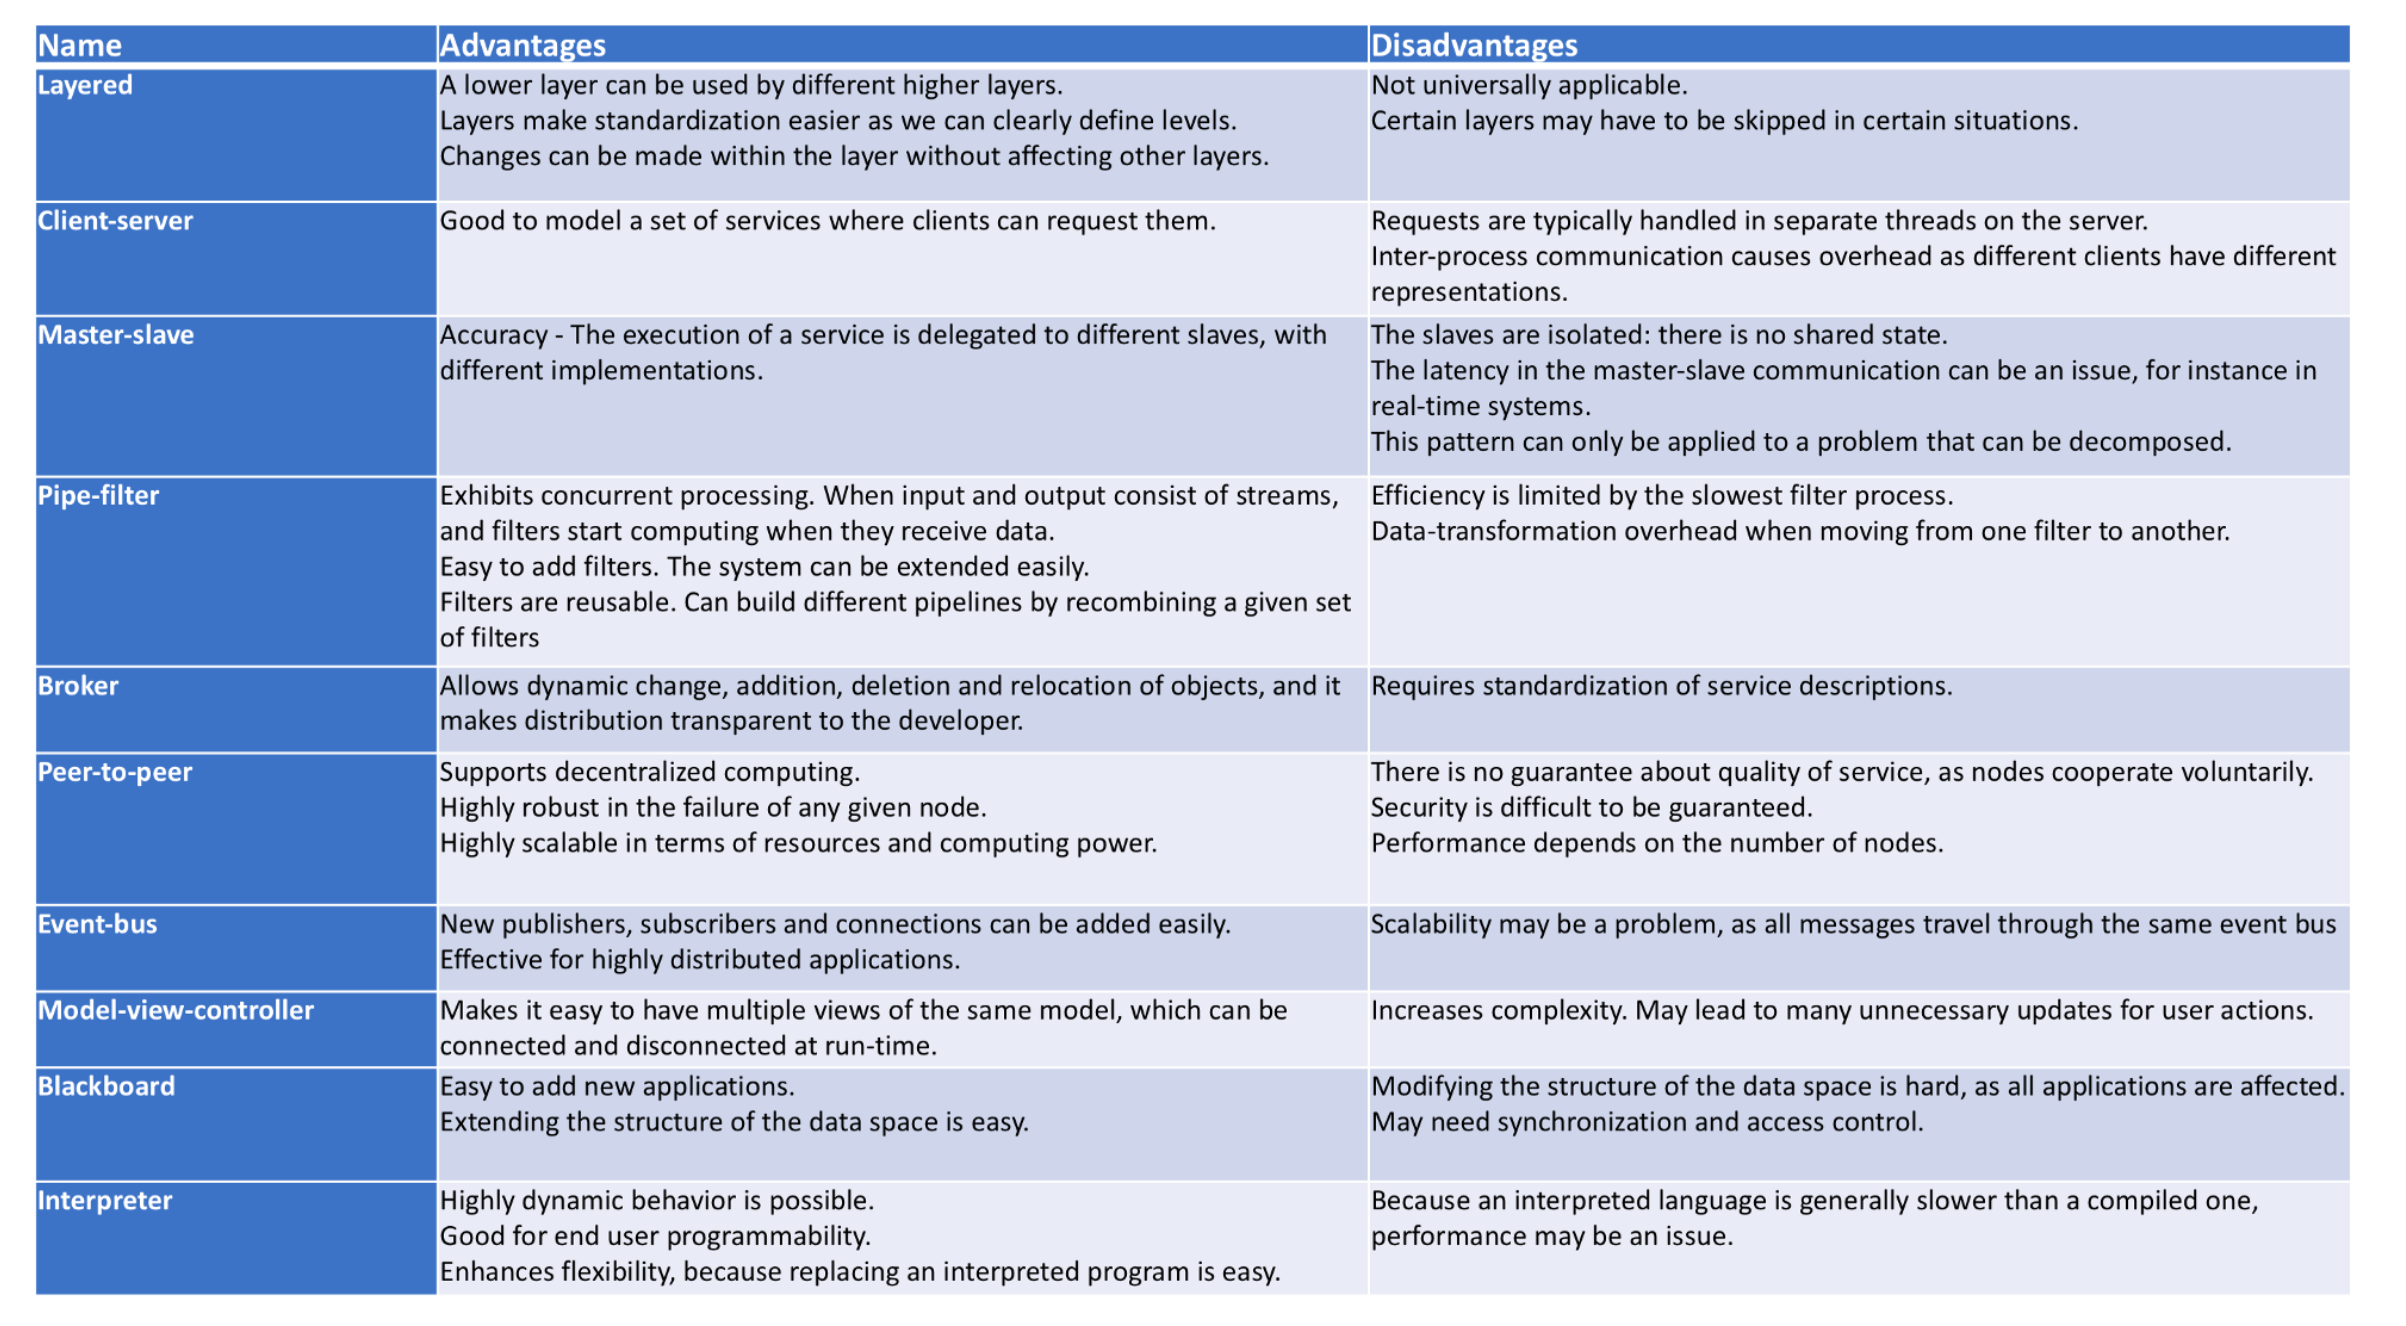 Name Advantages Disadvantages
Layered
A lower layer can be used by different higher layers.
Layers make standardization easier as we can clearly define levels.
Changes can be made within the layer without affecting other layers.
Not universally applicable.
Certain layers may have to be skipped in certain situations.
Client-server
Good to model a set of services where clients can request them.
Requests are typically handled in separate threads on the server.
Inter-process communication causes overhead as different clients have different
representations.
Master-slave
Accuracy - The execution of a service is delegated to different slaves, with
different implementations.
The slaves are isolated: there is no shared state.
The latency in the master-slave communication can be an issue, for instance in
real-time systems.
This pattern can only be applied to a problem that can be decomposed.
Pipe-filter
Exhibits concurrent processing. When input and output consist of streams,
and filters start computing when they receive data.
Easy to add filters. The system can be extended easily.
Filters are reusable. Can build different pipelines by recombining a given set
of filters
Efficiency is limited by the slowest filter process.
Data-transformation overhead when moving from one filter to another.
Broker
Allows dynamic change, addition, deletion and relocation of objects, and it
makes distribution transparent to the developer.
Requires standardization of service descriptions.
Peer-to-peer
Supports decentralized computing.
Highly robust in the failure of any given node.
Highly scalable in terms of resources and computing power.
There is no guarantee about quality of service, as nodes cooperate voluntarily.
Security is difficult to be guaranteed.
Performance depends on the number of nodes.
Event-bus
New publishers, subscribers and connections can be added easily.
Effective for highly distributed applications.
Scalability may be a problem, as all messages travel through the same event bus
Model-view-controller
Makes it easy to have multiple views of the same model, which can be
connected and disconnected at run-time.
Increases complexity. May lead to many unnecessary updates for user actions.
Blackboard
Easy to add new applications.
Extending the structure of the data space is easy.
Modifying the structure of the data space is hard, as all applications are affected.
May need synchronization and access control.
Interpreter
Highly dynamic behavior is possible.
Good for end user programmability.
Enhances flexibility, because replacing an interpreted program is easy.
Because an interpreted language is generally slower than a compiled one,
performance may be an issue.